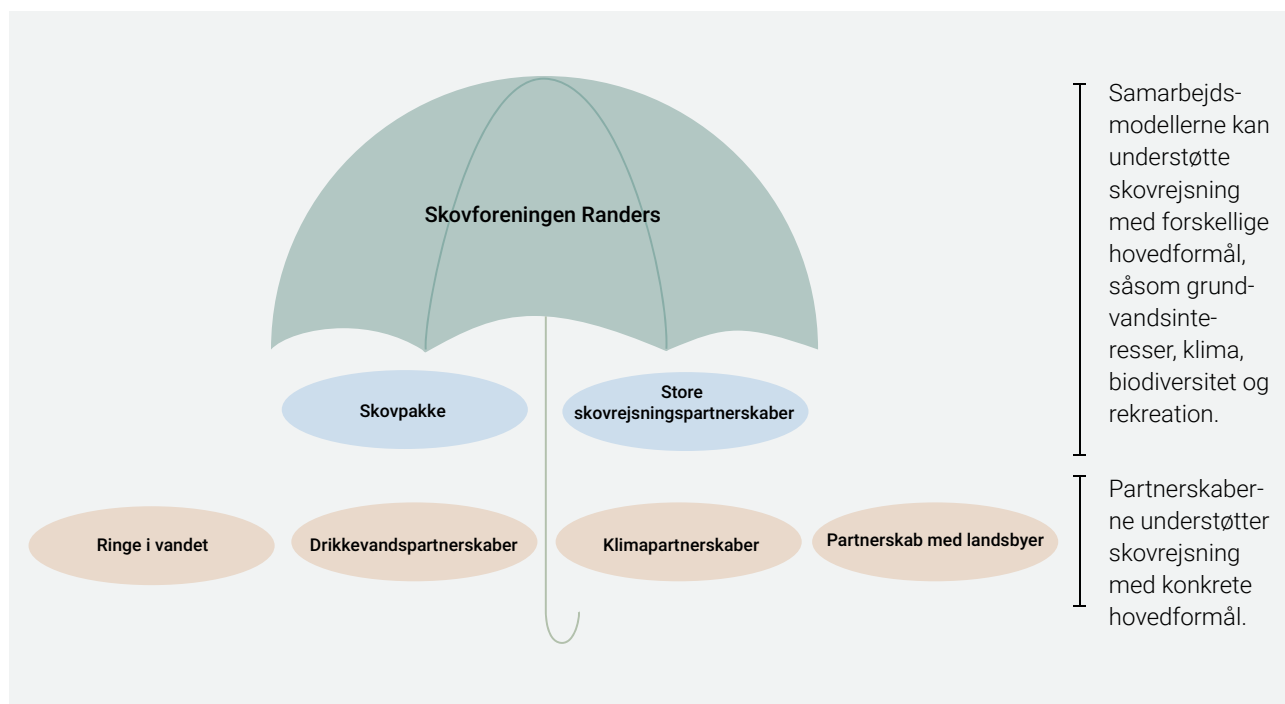 Skovforeningen Randers
Skovpakke
Store
skovrejsningspartnerskaber
Ringe i vandet
Drikkevandspartnerskaber
Klimapartnerskaber
Partnerskab med landsbyer
Samarbejds-
modellerne kan
understøtte
skovrejsning
med forskellige
hovedformål,
såsom grund-
vandsinte-
resser, klima,
biodiversitet og
rekreation.
Partnerskaber-
ne understøtter
skovrejsning
med konkrete
hovedformål.